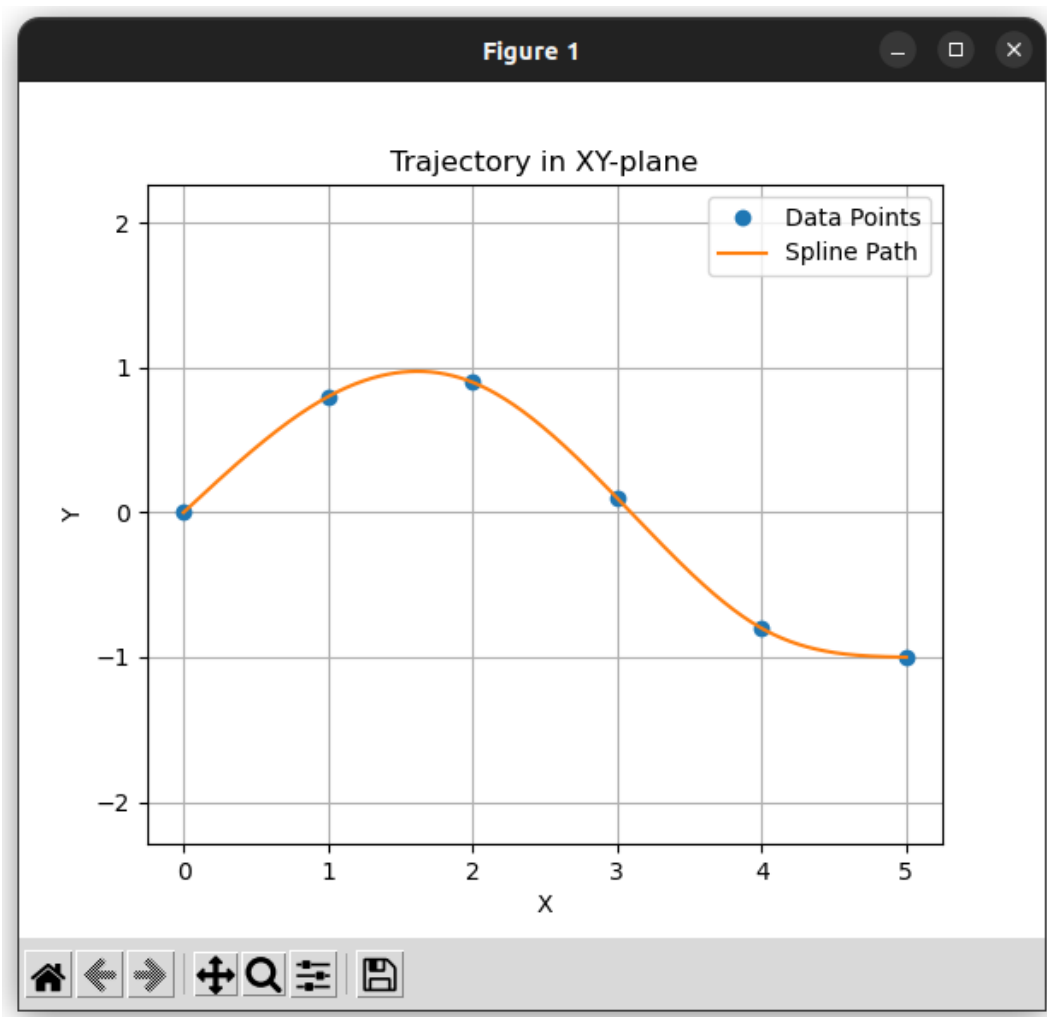 Figure 1
Trajectory in XY-plane
Data Points
Spline Path
2
1
0
−1
−2
Y
0 1 2 3 4 5
X